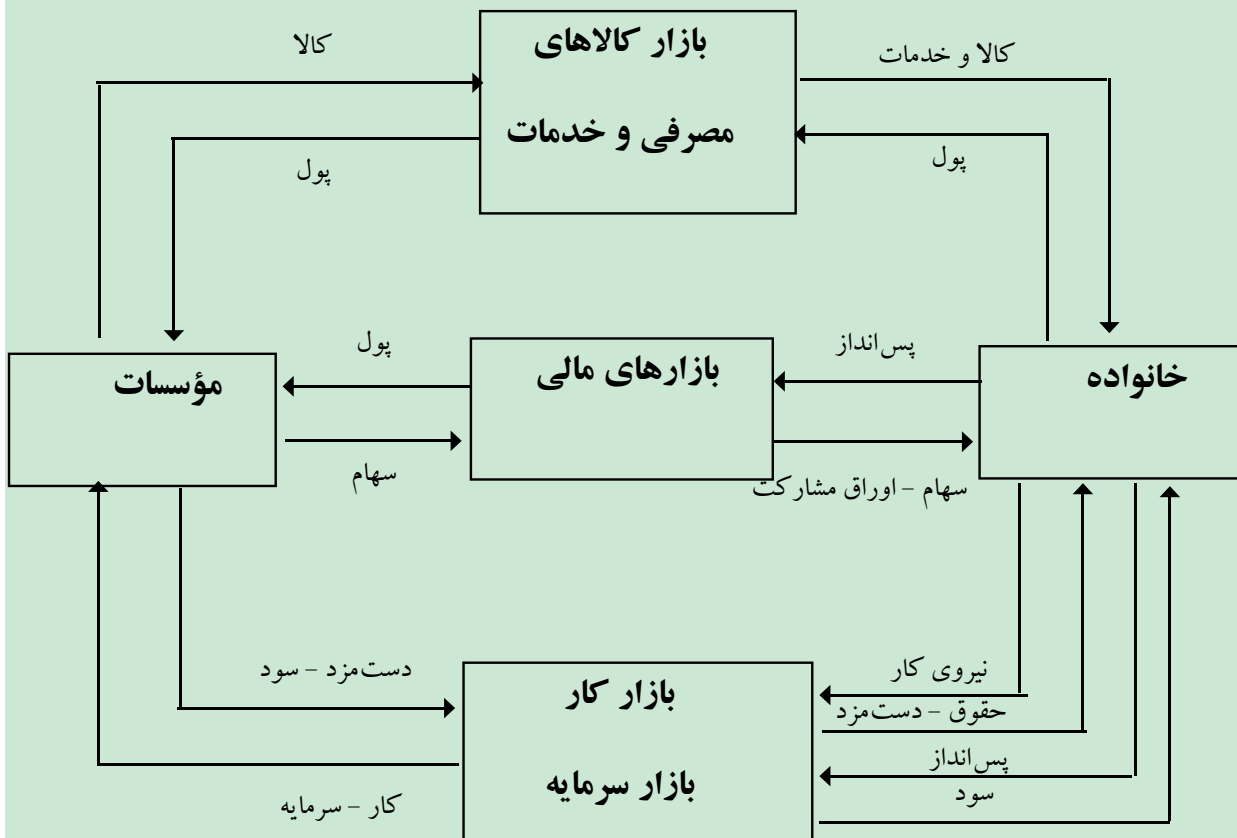 بازار کالاهای
مصرفی و خدمات
کالا
کالا و خدمات
پول
پول
خانواده
پس‌انداز
بازارهای مالی
پول
مؤسسات
سهام – اوراق مشارکت
سهام
نیروی کار
حقوق – دست‌مزد
پس‌انداز
سود
بازار کار
بازار سرمایه
دست‌مزد – سود
کار – سرمایه